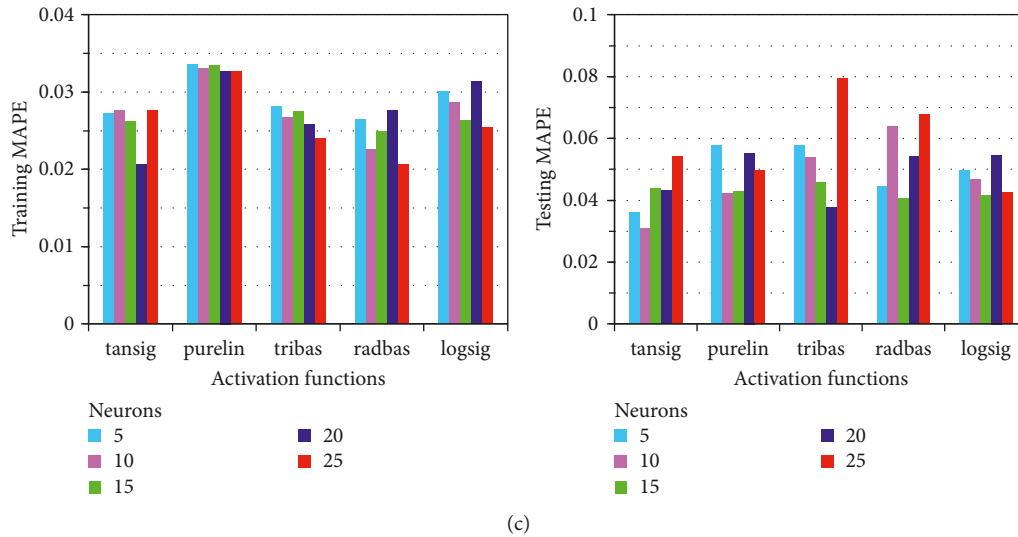 0.04
0.03
0.02
0.01
0
Training MAPE
tansig purelin tribas radbas logsig
Activation functions
Neurons
5 20
10 25
15
0.1
0.08
0.06
0.04
0.02
0
Testing MAPE
tansig purelin tribas radbas logsig
Activation functions
Neurons
5 20
10 25
15
(c)